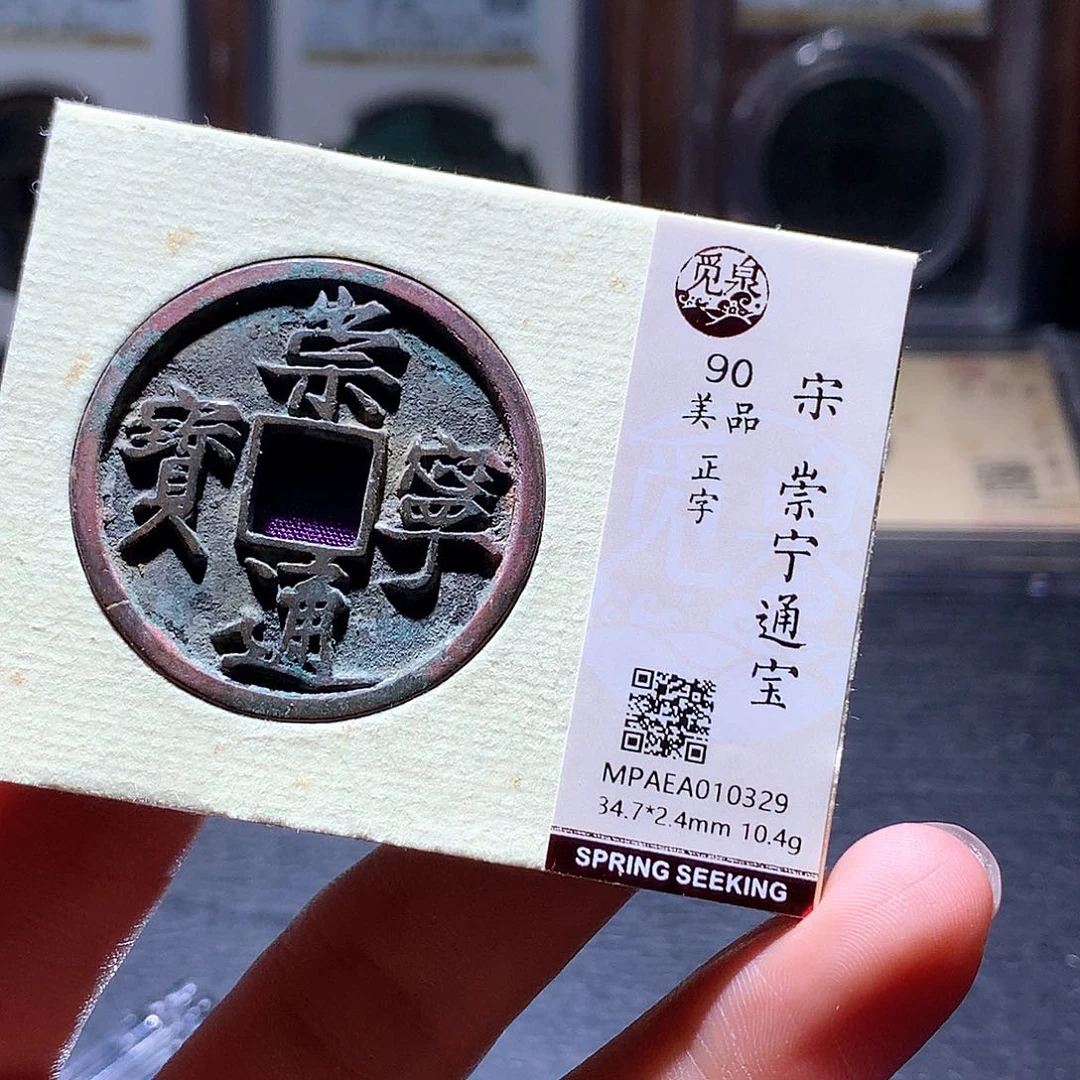 崇
寧
通
寶
觅泉
90
美品
正字
宋 崇宁通宝
MPAEA010329
34.7*2.4mm 10.4g
SPRING SEEKING